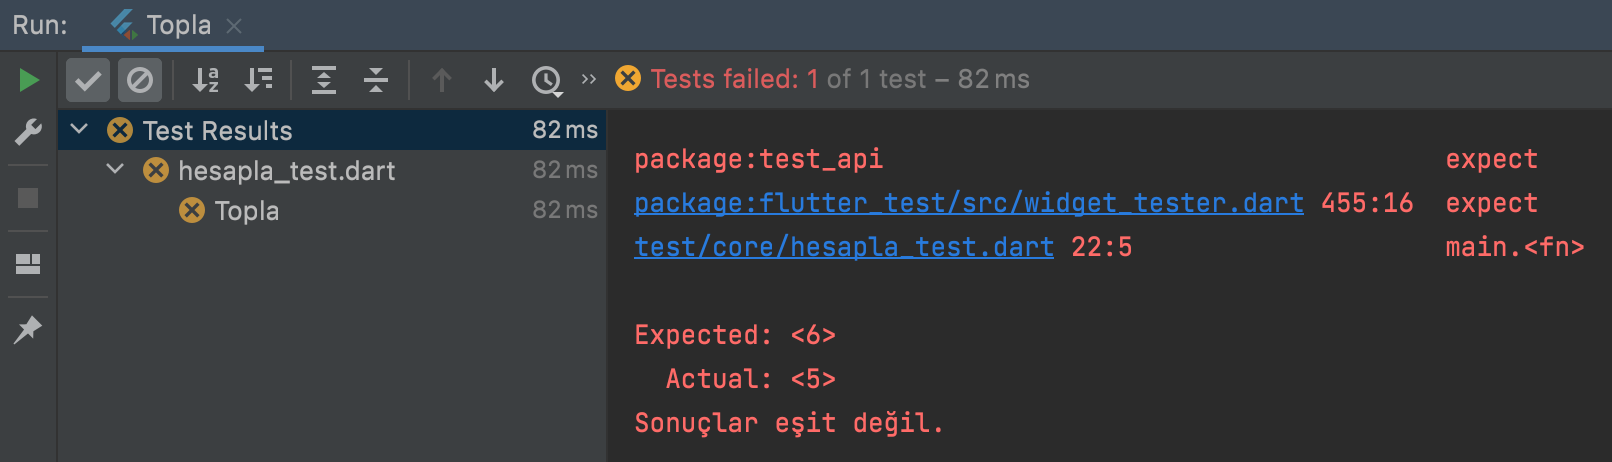 Run: Topla
Tests failed: 1 of 1 test – 82 ms
Test Results 82 ms
hesapla_test.dart 82 ms
Topla 82 ms
package:test_api expect
package:flutter_test/src/widget_tester.dart 455:16 expect
test/core/hesapla_test.dart 22:5 main.<fn>
Expected: <6>
Actual: <5>
Sonuçlar eşit değil.